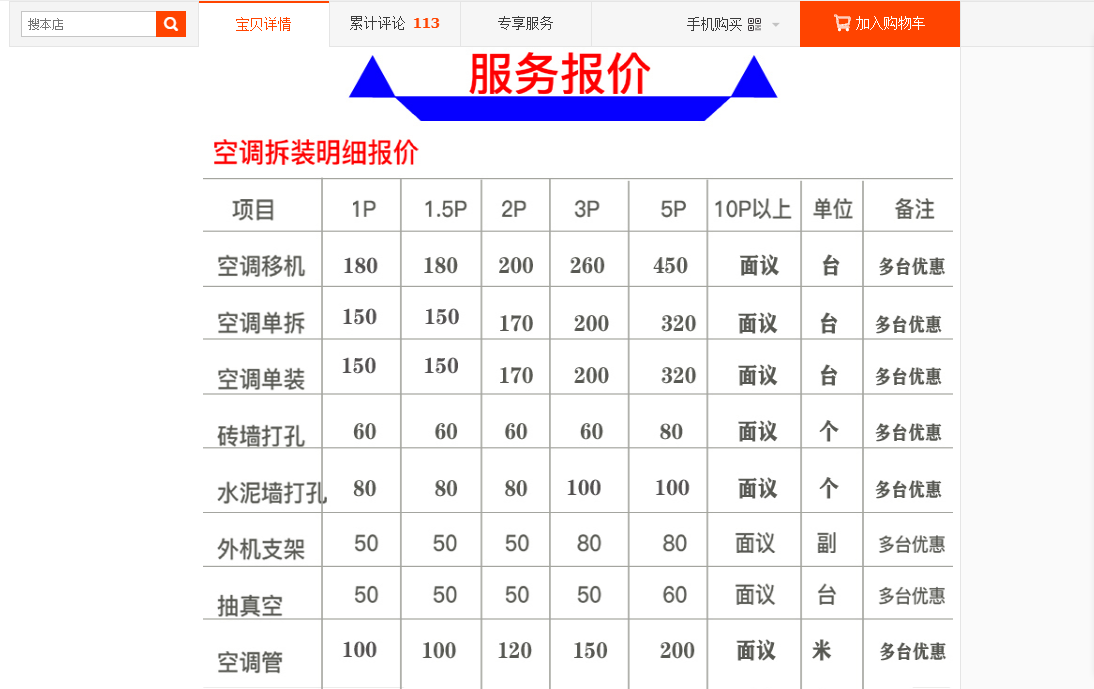 搜本店 宝贝详情 累计评论 113 专享服务 手机购买 加入购物车
服务报价
空调拆装明细报价
项目 1P 1.5P 2P 3P 5P 10P以上 单位 备注
空调移机 180 180 200 260 450 面议 台 多台优惠
空调单拆 150 150 170 200 320 面议 台 多台优惠
空调单装 150 150 170 200 320 面议 台 多台优惠
砖墙打孔 60 60 60 60 80 面议 个 多台优惠
水泥墙打孔 80 80 80 100 100 面议 个 多台优惠
外机支架 50 50 50 80 80 面议 副 多台优惠
抽真空 50 50 50 50 60 面议 台 多台优惠
空调管 100 100 120 150 200 面议 米 多台优惠